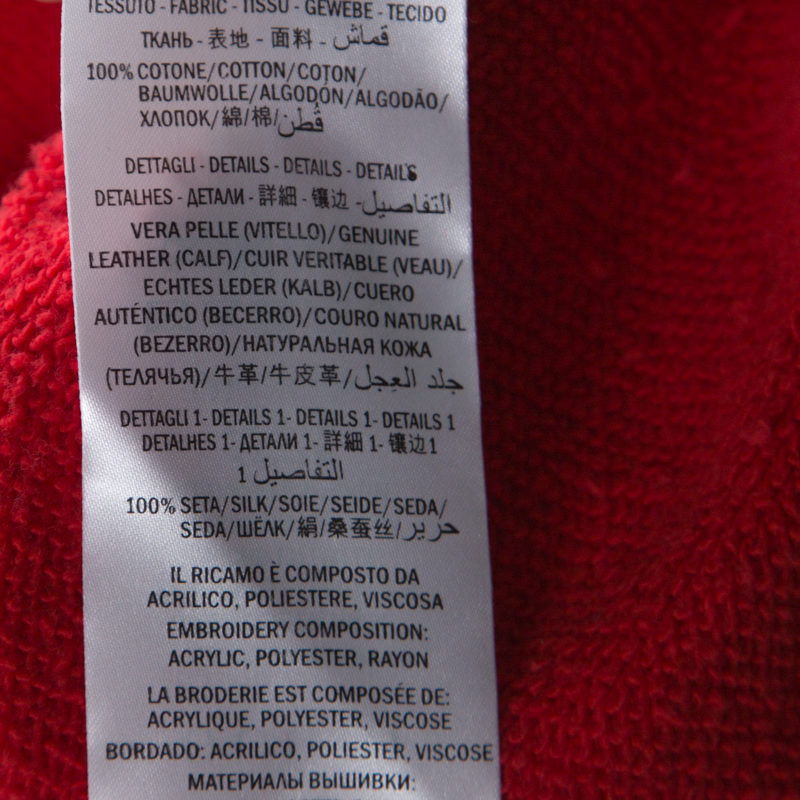 TESSUTO - FABRIC - TISSU - GEWEBE - TECIDO
ТКАНЬ - 表地 - 面料 - قماش
100% COTONE/COTTON/COTON/
BAUMWOLLE/ALGODÓN/ALGODÃO/
ХЛОПОК/綿/棉/قُطن
DETTAGLI - DETAILS - DETAILS - DETAILS
DETALHES - ДЕТАЛИ - 詳細 - 镶边 - التفاصيل
VERA PELLE (VITELLO)/GENUINE
LEATHER (CALF)/CUIR VERITABLE (VEAU)/
ECHTES LEDER (KALB)/CUERO
AUTÉNTICO (BECERRO)/COURO NATURAL
(BEZERRO)/НАТУРАЛЬНАЯ КОЖА
(ТЕЛЯЧЬЯ)/牛革/牛皮革/جلد العِجل
DETTAGLI 1- DETAILS 1- DETAILS 1- DETAILS 1
DETALHES 1- ДЕТАЛИ 1- 詳細 1- 镶边1
التفاصيل 1
100% SETA/SILK/SOIE/SEIDE/SEDA/
SEDA/ШЁЛК/絹/桑蚕丝/حرير
IL RICAMO È COMPOSTO DA
ACRILICO, POLIESTERE, VISCOSA
EMBROIDERY COMPOSITION:
ACRYLIC, POLYESTER, RAYON
LA BRODERIE EST COMPOSÉE DE:
ACRYLIQUE, POLYESTER, VISCOSE
BORDADO: ACRILICO, POLIESTER, VISCOSE
МАТЕРИАЛЫ ВЫШИВКИ: